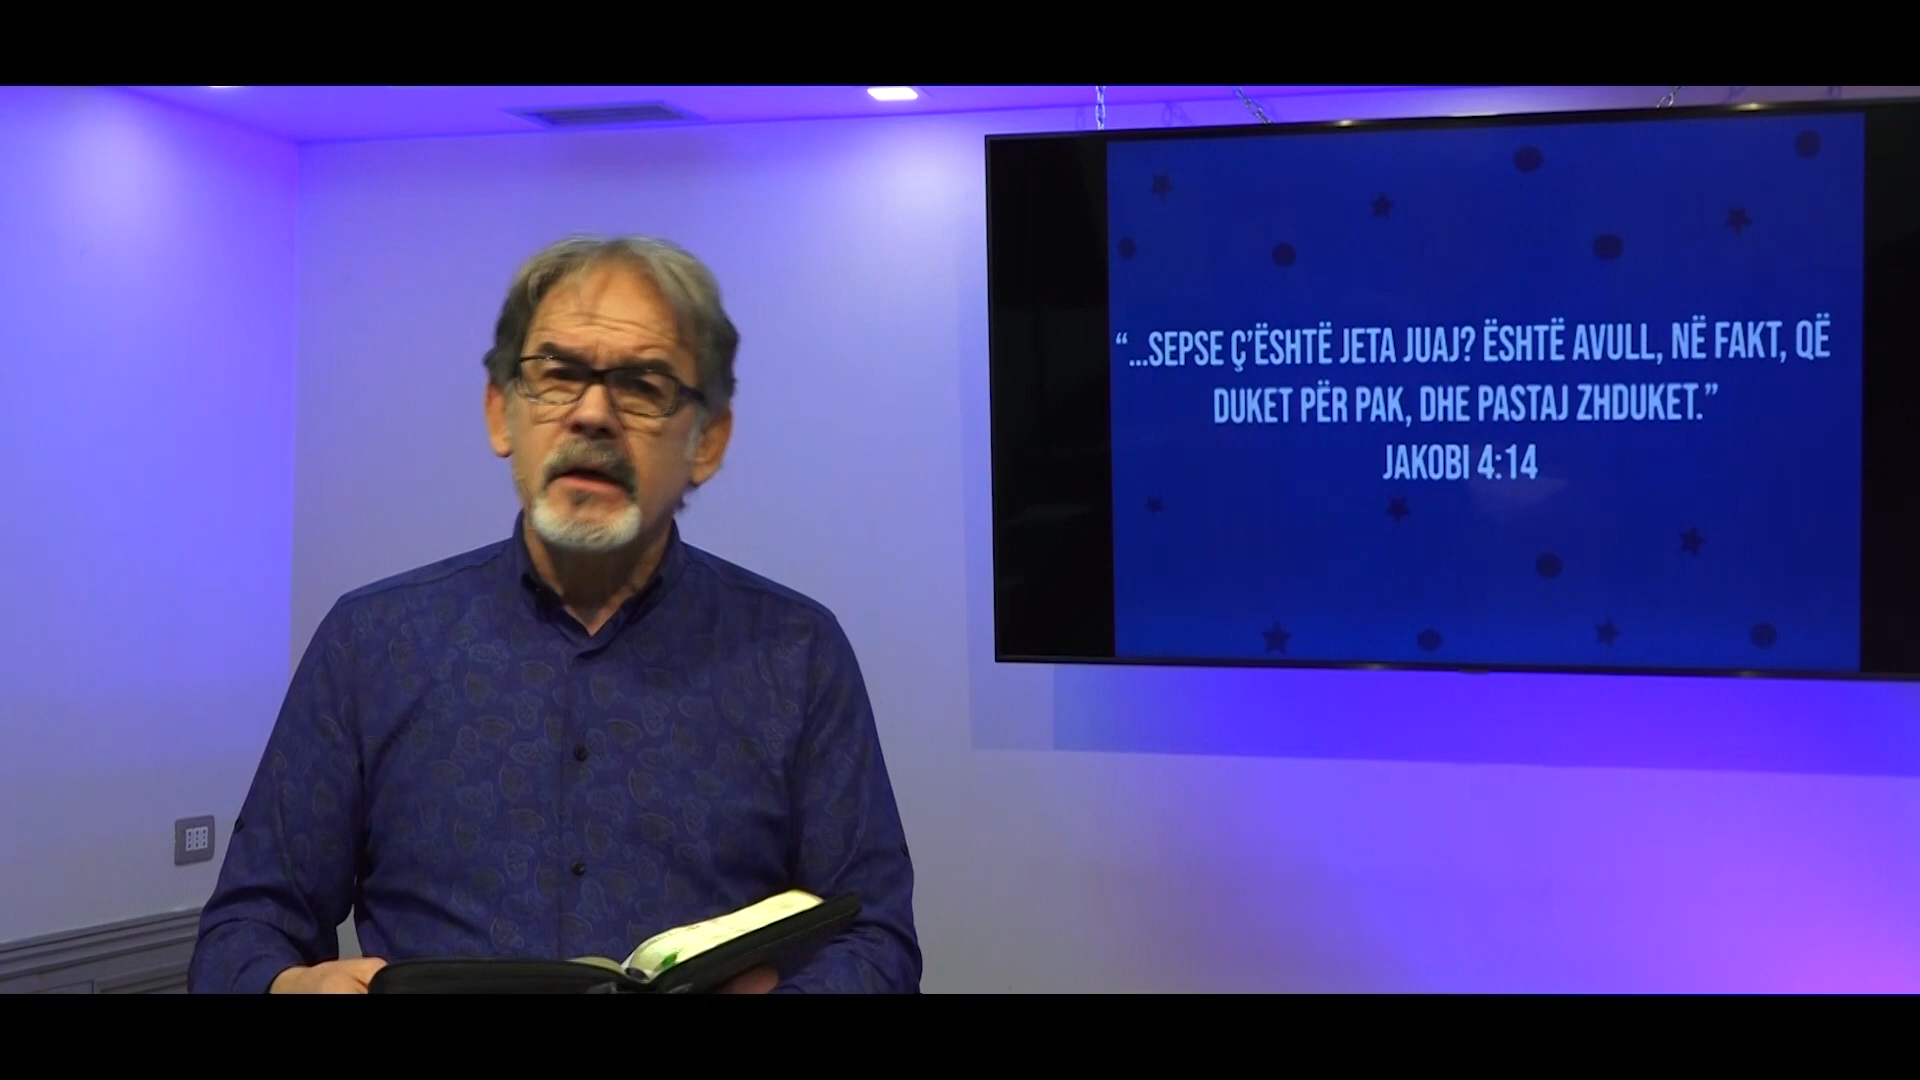 “...SEPSE Ç’ËSHTË JETA JUAJ? ËSHTË AVULL, NË FAKT, QË
DUKET PËR PAK, DHE PASTAJ ZHDUKET.”
JAKOBI 4:14